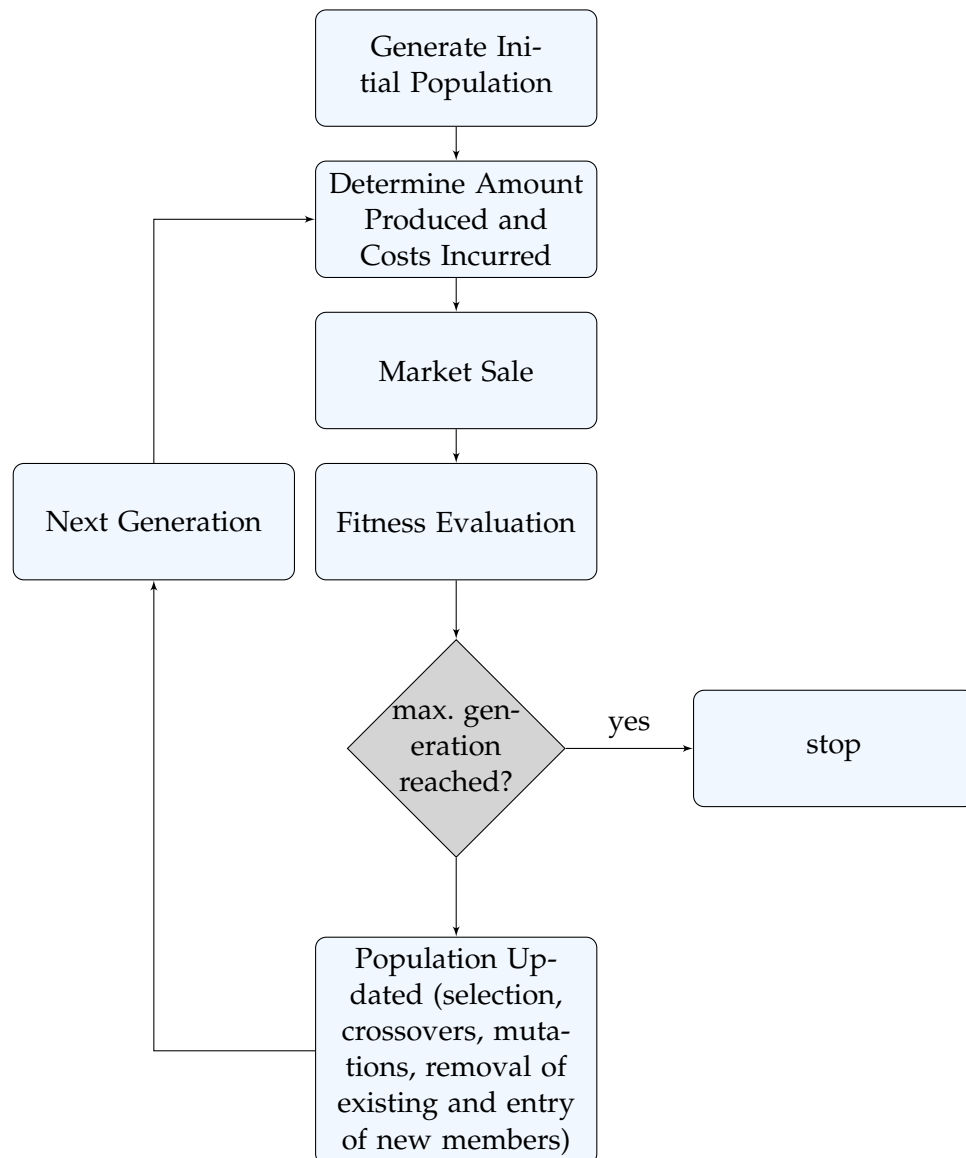 Generate Ini-
tial Population
Determine Amount
Produced and
Costs Incurred
Market Sale
Next Generation
Fitness Evaluation
max. gen-
eration
reached?
yes
stop
Population Up-
dated (selection,
crossovers, muta-
tions, removal of
existing and entry
of new members)